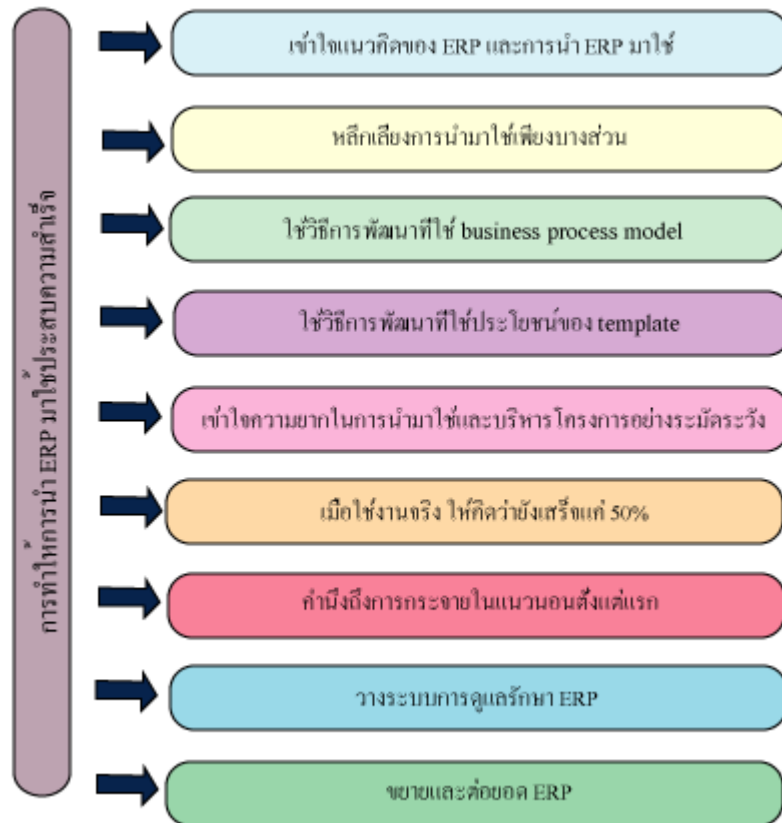 การทำให้การนำ ERP มาใช้ประสบความสำเร็จ
เข้าใจแนวคิดของ ERP และการนำ ERP มาใช้
หลีกเลี่ยงการนำมาใช้เพียงบางส่วน
ใช้วิธีการพัฒนาที่ใช้ business process model
ใช้วิธีการพัฒนาที่ใช้ประโยชน์ของ template
เข้าใจความยากในการนำมาใช้และบริหารโครงการอย่างระมัดระวัง
เมื่อใช้งานจริง ให้คิดว่ายังเสร็จแค่ 50%
คำนึงถึงการกระจายในแนวนอนตั้งแต่แรก
วางระบบการดูแลรักษา ERP
ขยายและต่อยอด ERP